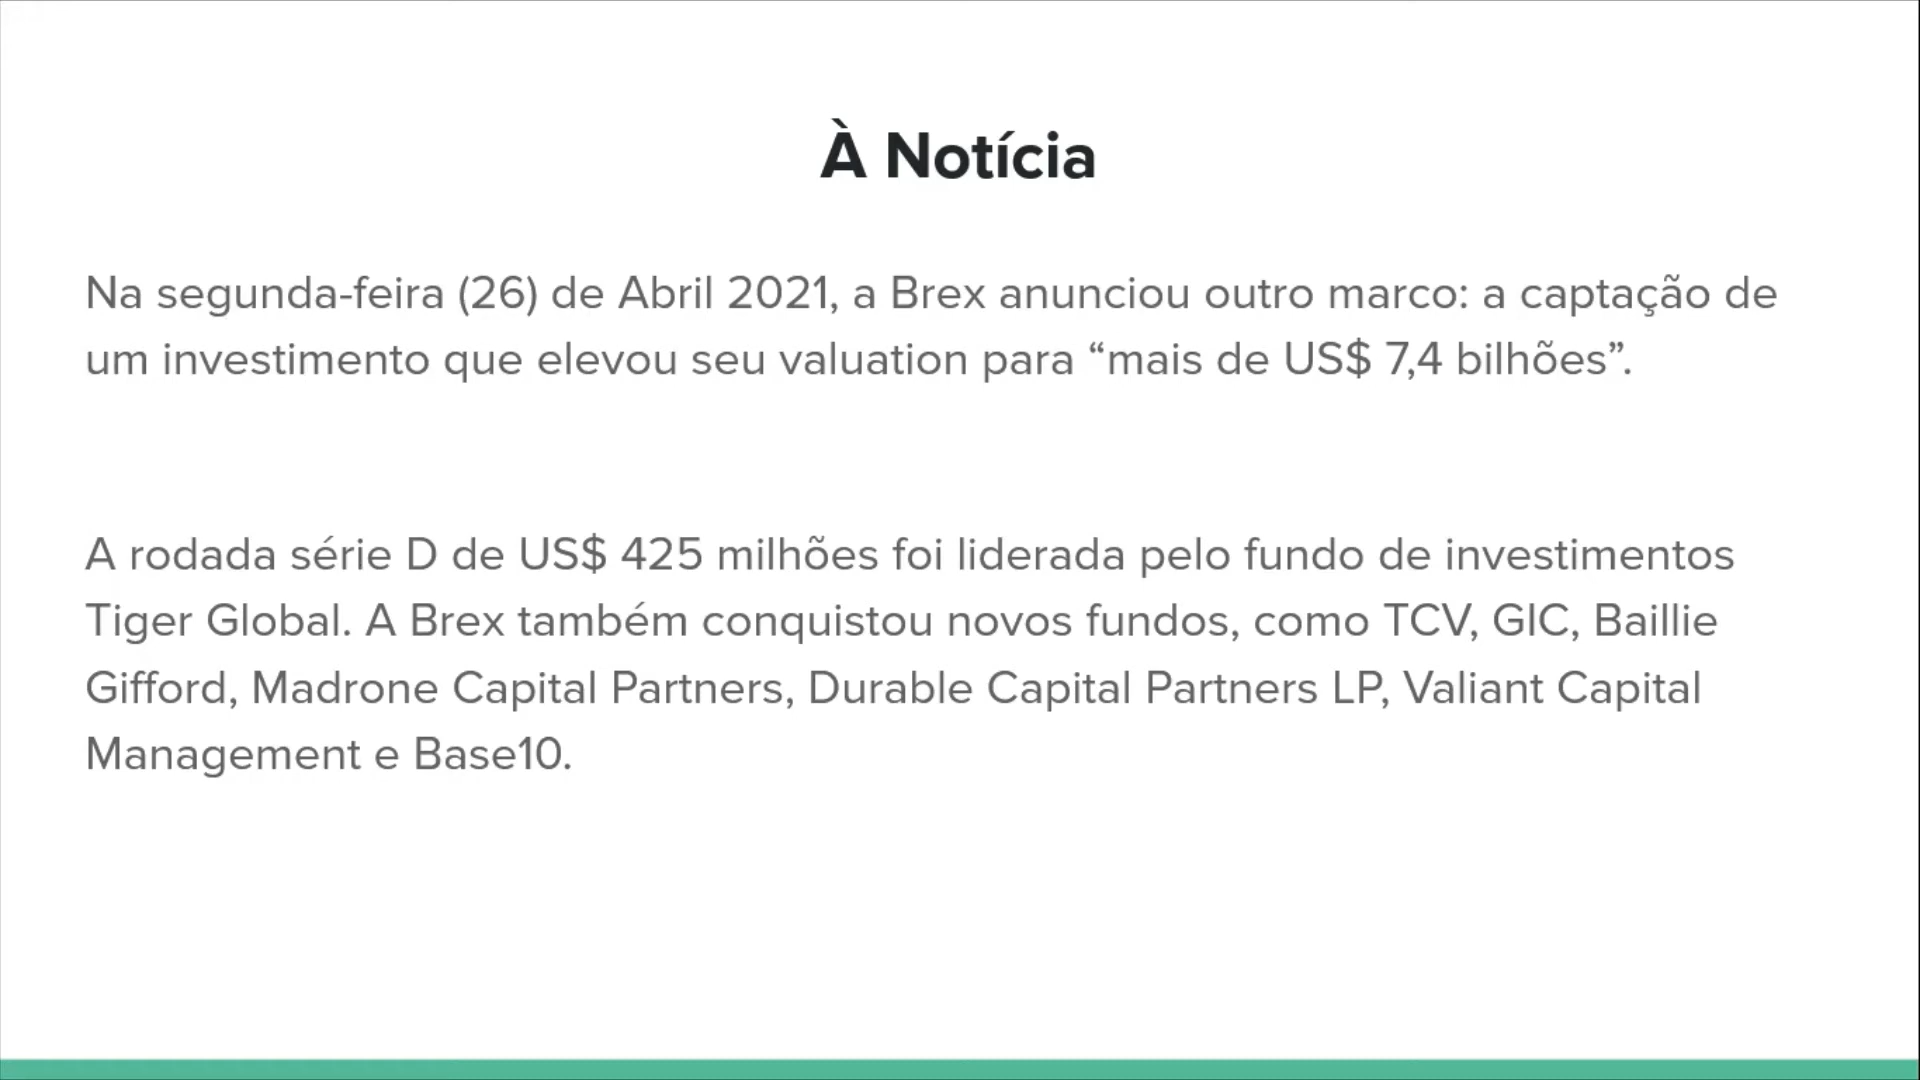 À Notícia
Na segunda-feira (26) de Abril 2021, a Brex anunciou outro marco: a captação de
um investimento que elevou seu valuation para “mais de US$ 7,4 bilhões”.
A rodada série D de US$ 425 milhões foi liderada pelo fundo de investimentos
Tiger Global. A Brex também conquistou novos fundos, como TCV, GIC, Baillie
Gifford, Madrone Capital Partners, Durable Capital Partners LP, Valiant Capital
Management e Base10.